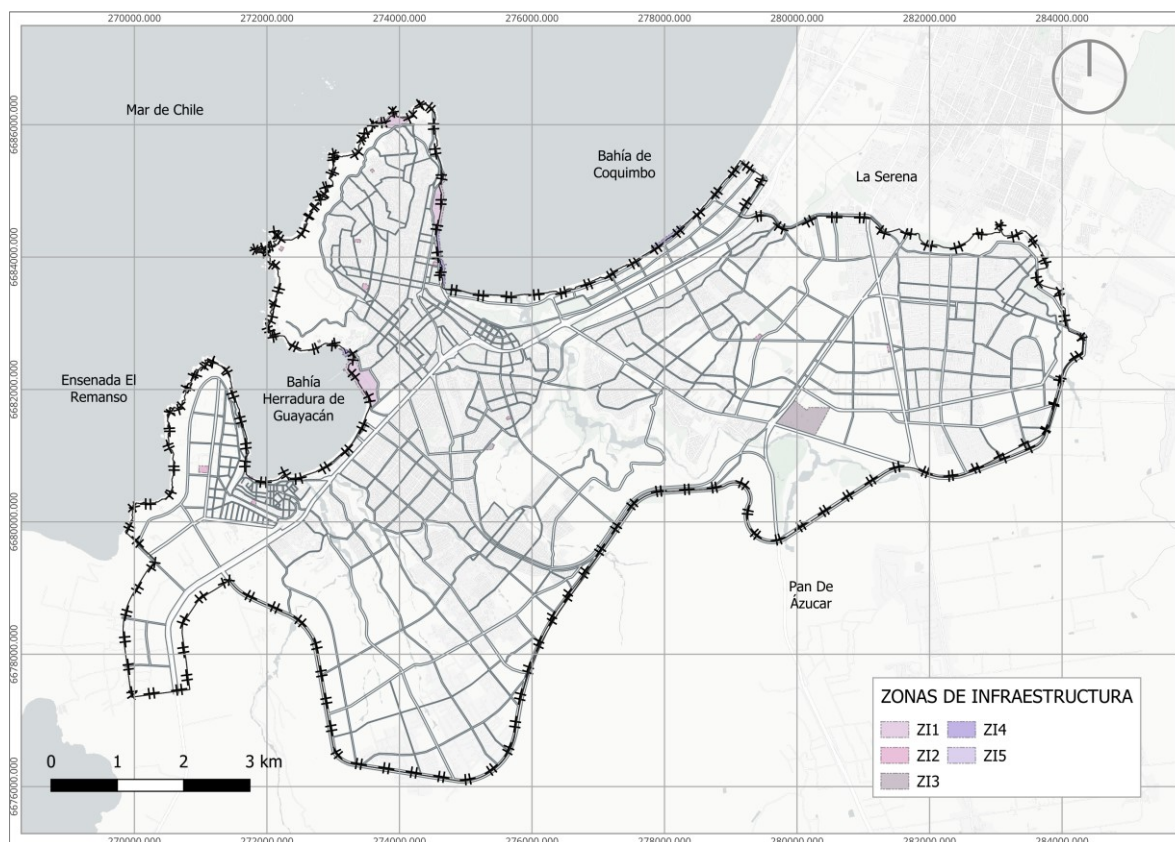 270000.000 272000.000 274000.000 276000.000 278000.000 280000.000 282000.000 284000.000
6686000.000
6684000.000
6682000.000
6680000.000
6678000.000
6676000.000
Mar de Chile
Bahía de
Coquimbo
La Serena
Ensenada El
Remanso
Bahía
Herradura de
Guayacán
Pan De
Ázucar
ZONAS DE INFRAESTRUCTURA
ZI1 ZI4
ZI2 ZI5
ZI3
0 1 2 3 km
270000.000 272000.000 274000.000 276000.000 278000.000 280000.000 282000.000 284000.000